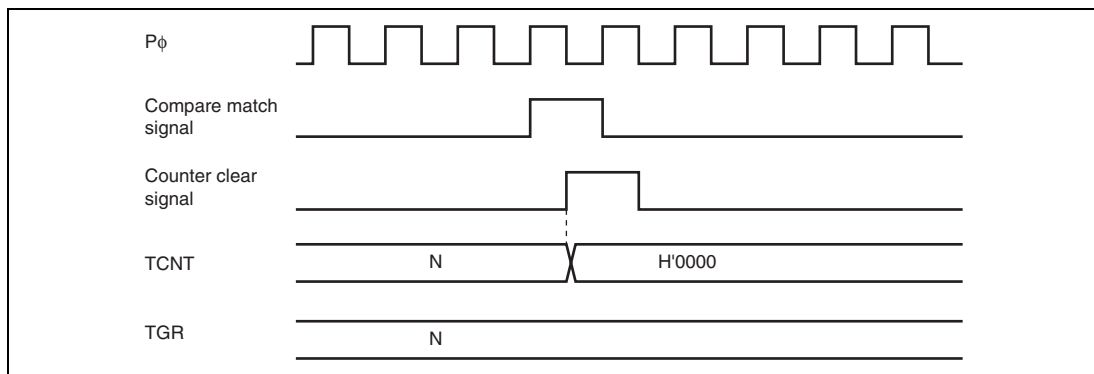 Pϕ
Compare match
signal
Counter clear
signal
TCNT
N
H'0000
TGR
N